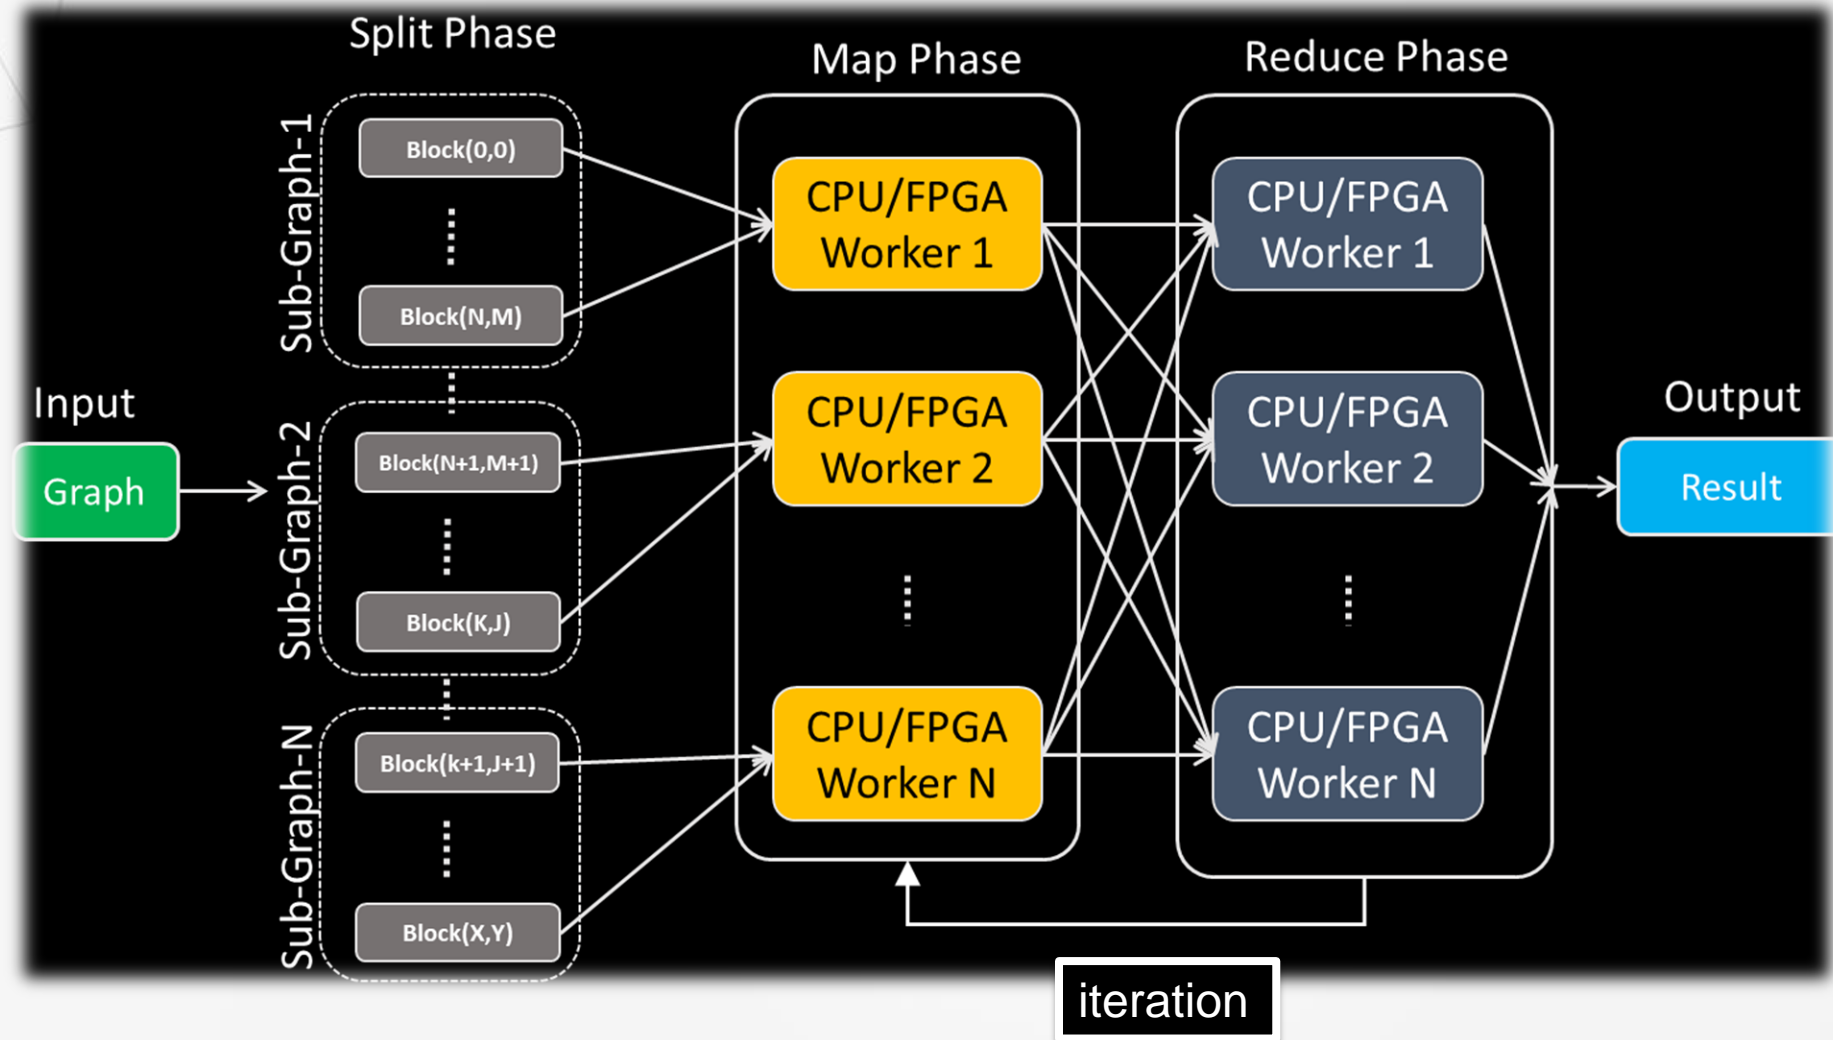 Split Phase
Map Phase
Reduce Phase
Input
Graph
Sub-Graph-1
Block(0,0)
Block(N,M)
Sub-Graph-2
Block(N+1,M+1)
Block(K,J)
Sub-Graph-N
Block(k+1,J+1)
Block(X,Y)
CPU/FPGA
Worker 1
CPU/FPGA
Worker 2
CPU/FPGA
Worker N
CPU/FPGA
Worker 1
CPU/FPGA
Worker 2
CPU/FPGA
Worker N
Output
Result
iteration